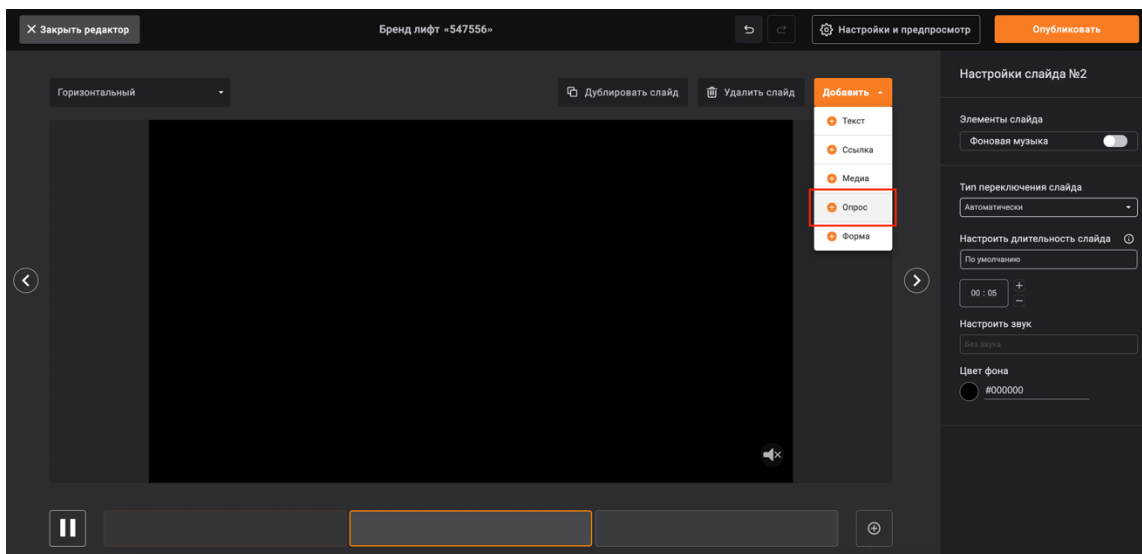 Закрыть редактор
Бренд лифт «547556»
Настройки и предпросмотр
Опубликовать
Горизонтальный
Дублировать слайд
Удалить слайд
Добавить
Текст
Ссылка
Медиа
Опрос
Форма
Настройки слайда №2
Элементы слайда
Фоновая музыка
Тип переключения слайда
Автоматически
Настроить длительность слайда
По умолчанию
00 : 05
Настроить звук
Без звука
Цвет фона
#000000